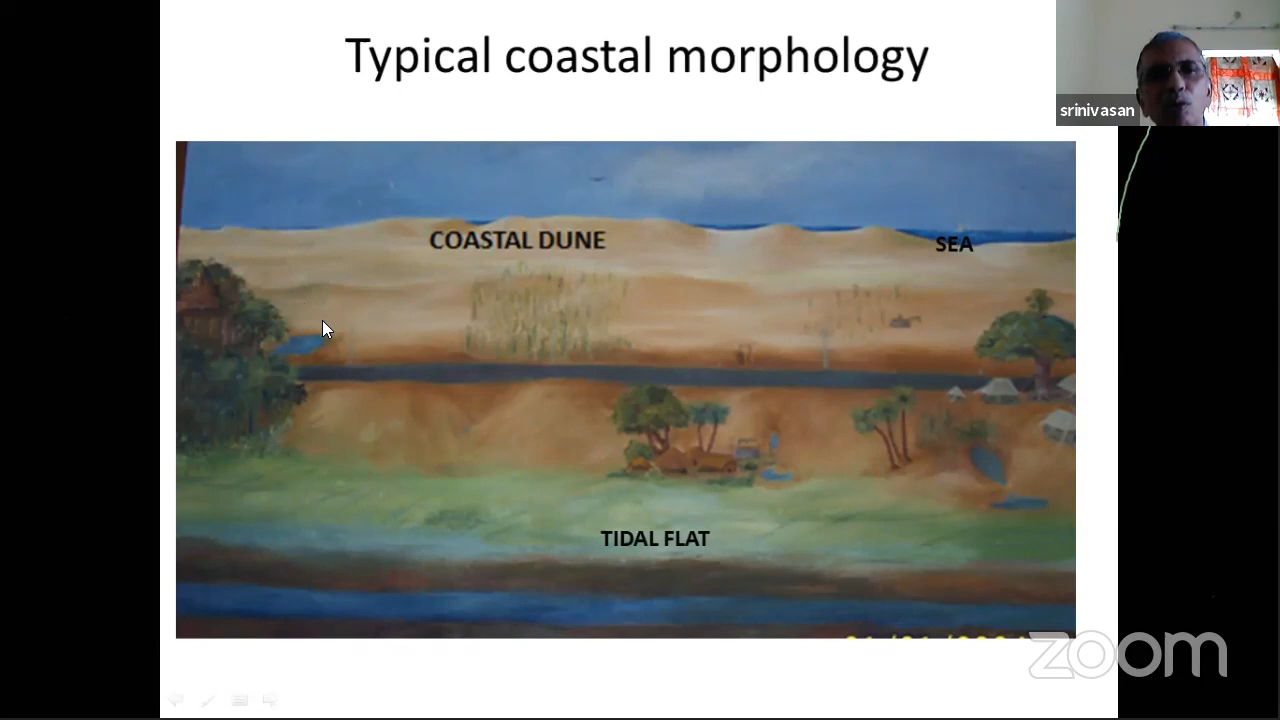 Typical coastal morphology
srinivasan
COASTAL DUNE
SEA
TIDAL FLAT
zoom